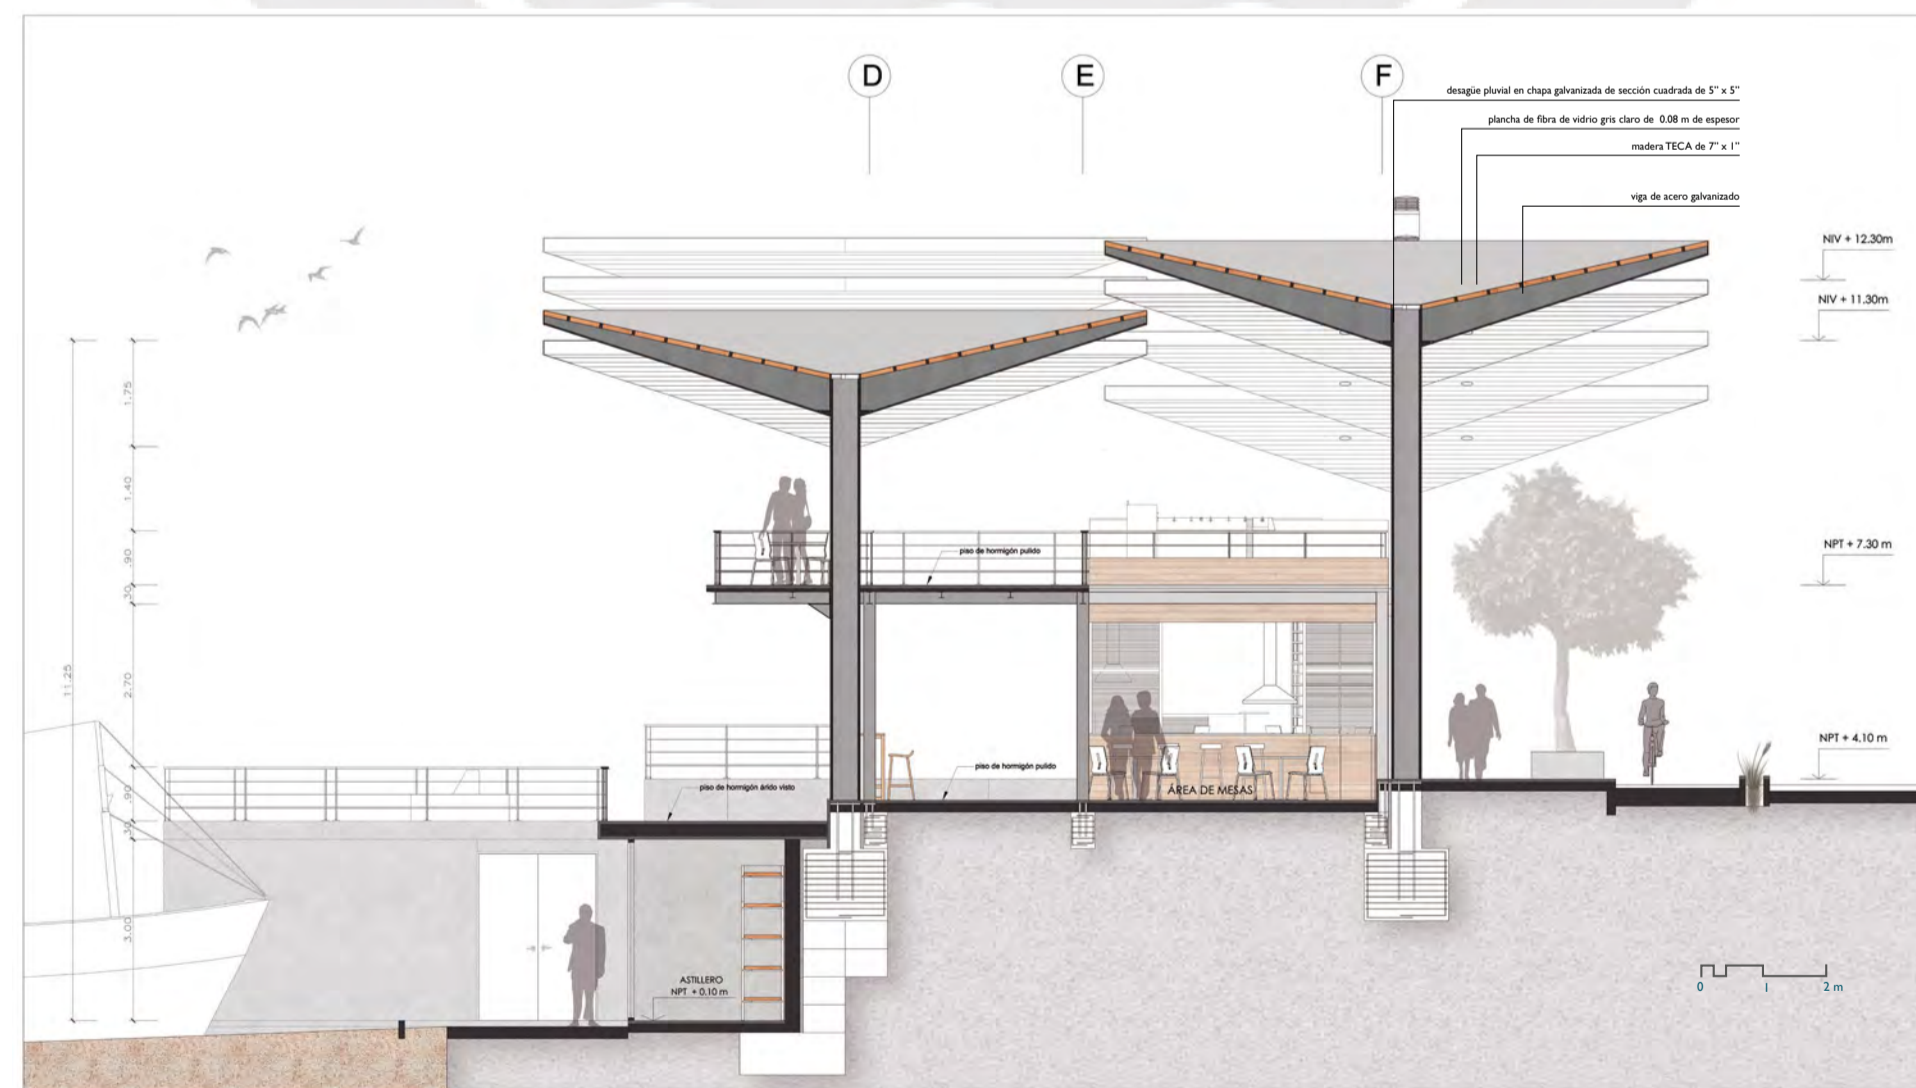 D
E
F
desagüe pluvial en chapa galvanizada de sección cuadrada de 5" x 5"
plancha de fibra de vidrio gris claro de 0.08 m de espesor
madera TECA de 7" x 1"
viga de acero galvanizado
NIV + 12.30m
NIV + 11.30m
NPT + 7.30 m
NPT + 4.10 m
11.25
1.75
1.40
.90
.30
2.70
.90
.30
3.00
piso de hormigón pulido
piso de hormigón pulido
piso de hormigón árido visto
ÁREA DE MESAS
ASTILLERO
NPT + 0.10 m
0 1 2 m